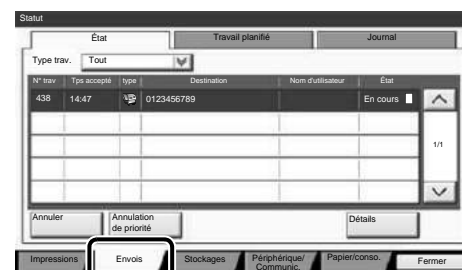 Statut
État Travail planifié Journal
Type trav. Tout
N° trav Tps accepté type Destination Nom d'utilisateur État
438 14:47 0123456789 En cours
1/1
Annuler Annulation de priorité Détails
Impressions Envois Stockages Périphérique/ Communic. Papier/conso. Fermer